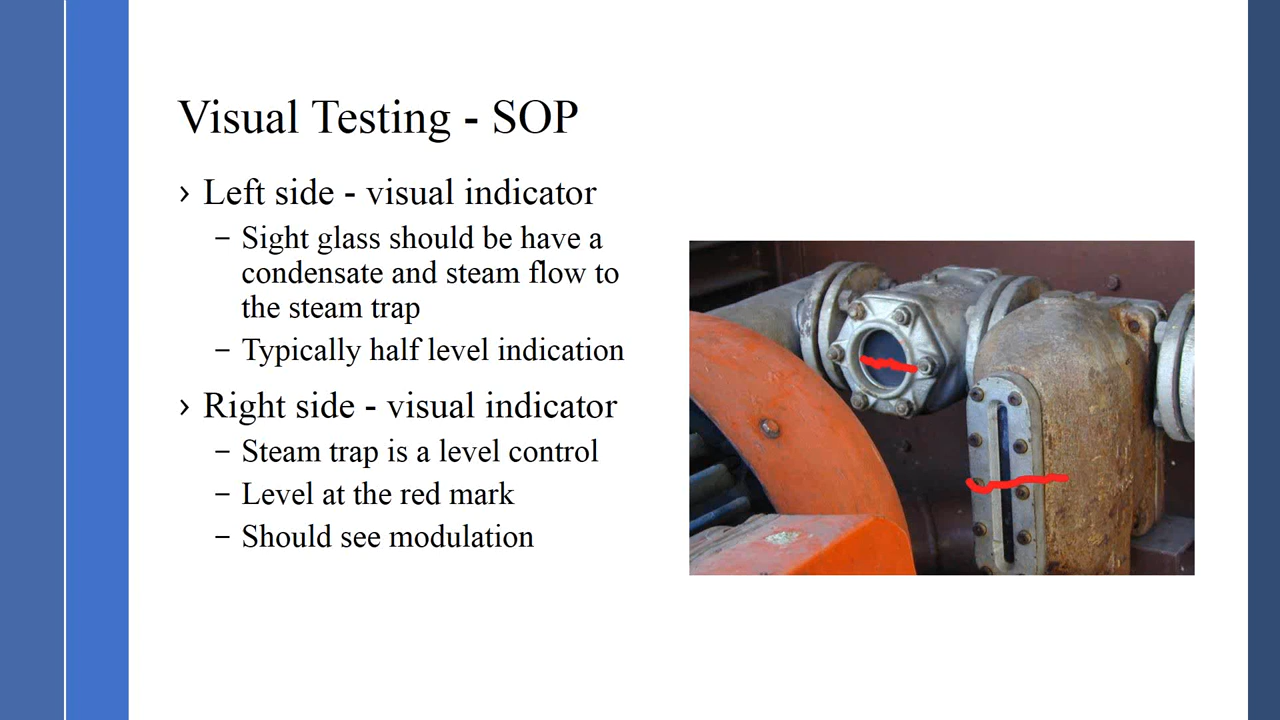 Visual Testing - SOP
› Left side - visual indicator
– Sight glass should be have a
condensate and steam flow to
the steam trap
– Typically half level indication
› Right side - visual indicator
– Steam trap is a level control
– Level at the red mark
– Should see modulation